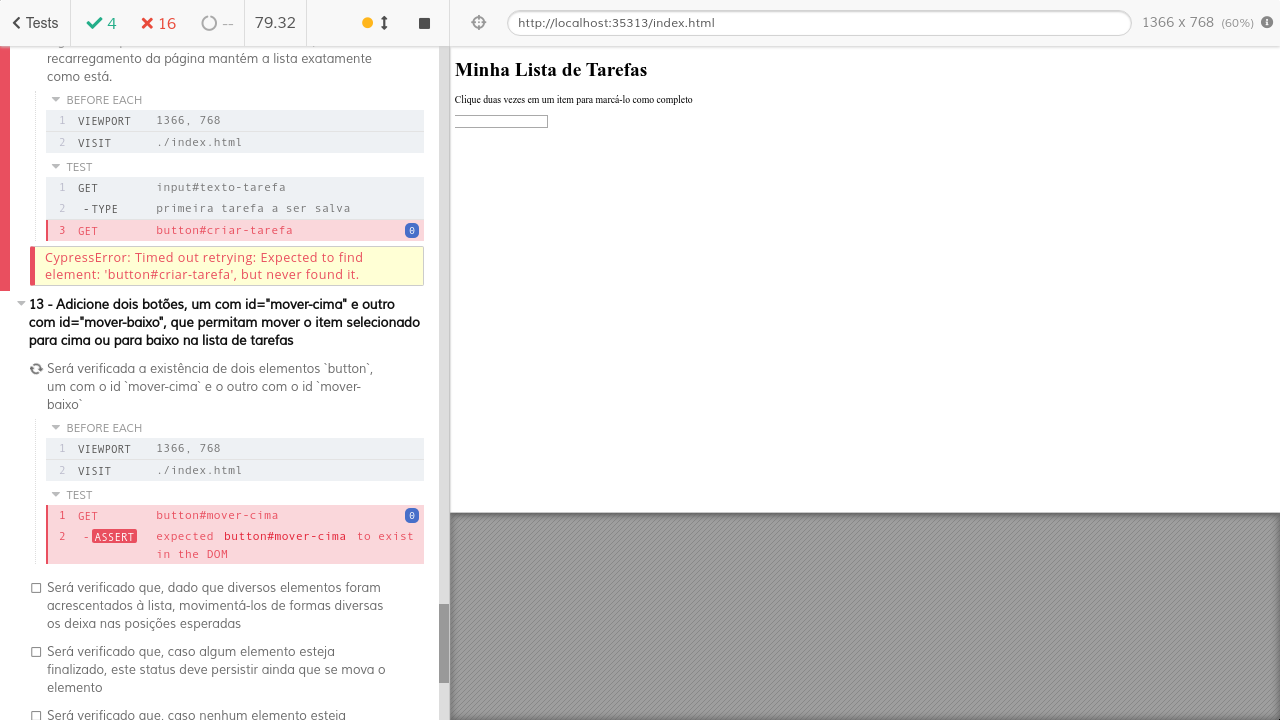 Tests
4
16
--
79.32
http://localhost:35313/index.html
1366 x 768 (60%)
recarregamento da página mantém a lista exatamente
como está.
BEFORE EACH
1 VIEWPORT 1366, 768
2 VISIT ./index.html
TEST
1 GET input#texto-tarefa
2 - TYPE primeira tarefa a ser salva
3 GET button#criar-tarefa 0
CypressError: Timed out retrying: Expected to find
element: 'button#criar-tarefa', but never found it.
13 - Adicione dois botões, um com id="mover-cima" e outro
com id="mover-baixo", que permitam mover o item selecionado
para cima ou para baixo na lista de tarefas
Será verificada a existência de dois elementos `button`,
um com o id `mover-cima` e o outro com o id `mover-
baixo`
BEFORE EACH
1 VIEWPORT 1366, 768
2 VISIT ./index.html
TEST
1 GET button#mover-cima 0
2 - ASSERT expected button#mover-cima to exist
in the DOM
Será verificado que, dado que diversos elementos foram
acrescentados à lista, movimentá-los de formas diversas
os deixa nas posições esperadas
Será verificado que, caso algum elemento esteja
finalizado, este status deve persistir ainda que se mova o
elemento
Será verificado que, caso nenhum elemento esteja
Minha Lista de Tarefas
Clique duas vezes em um item para marcá-lo como completo